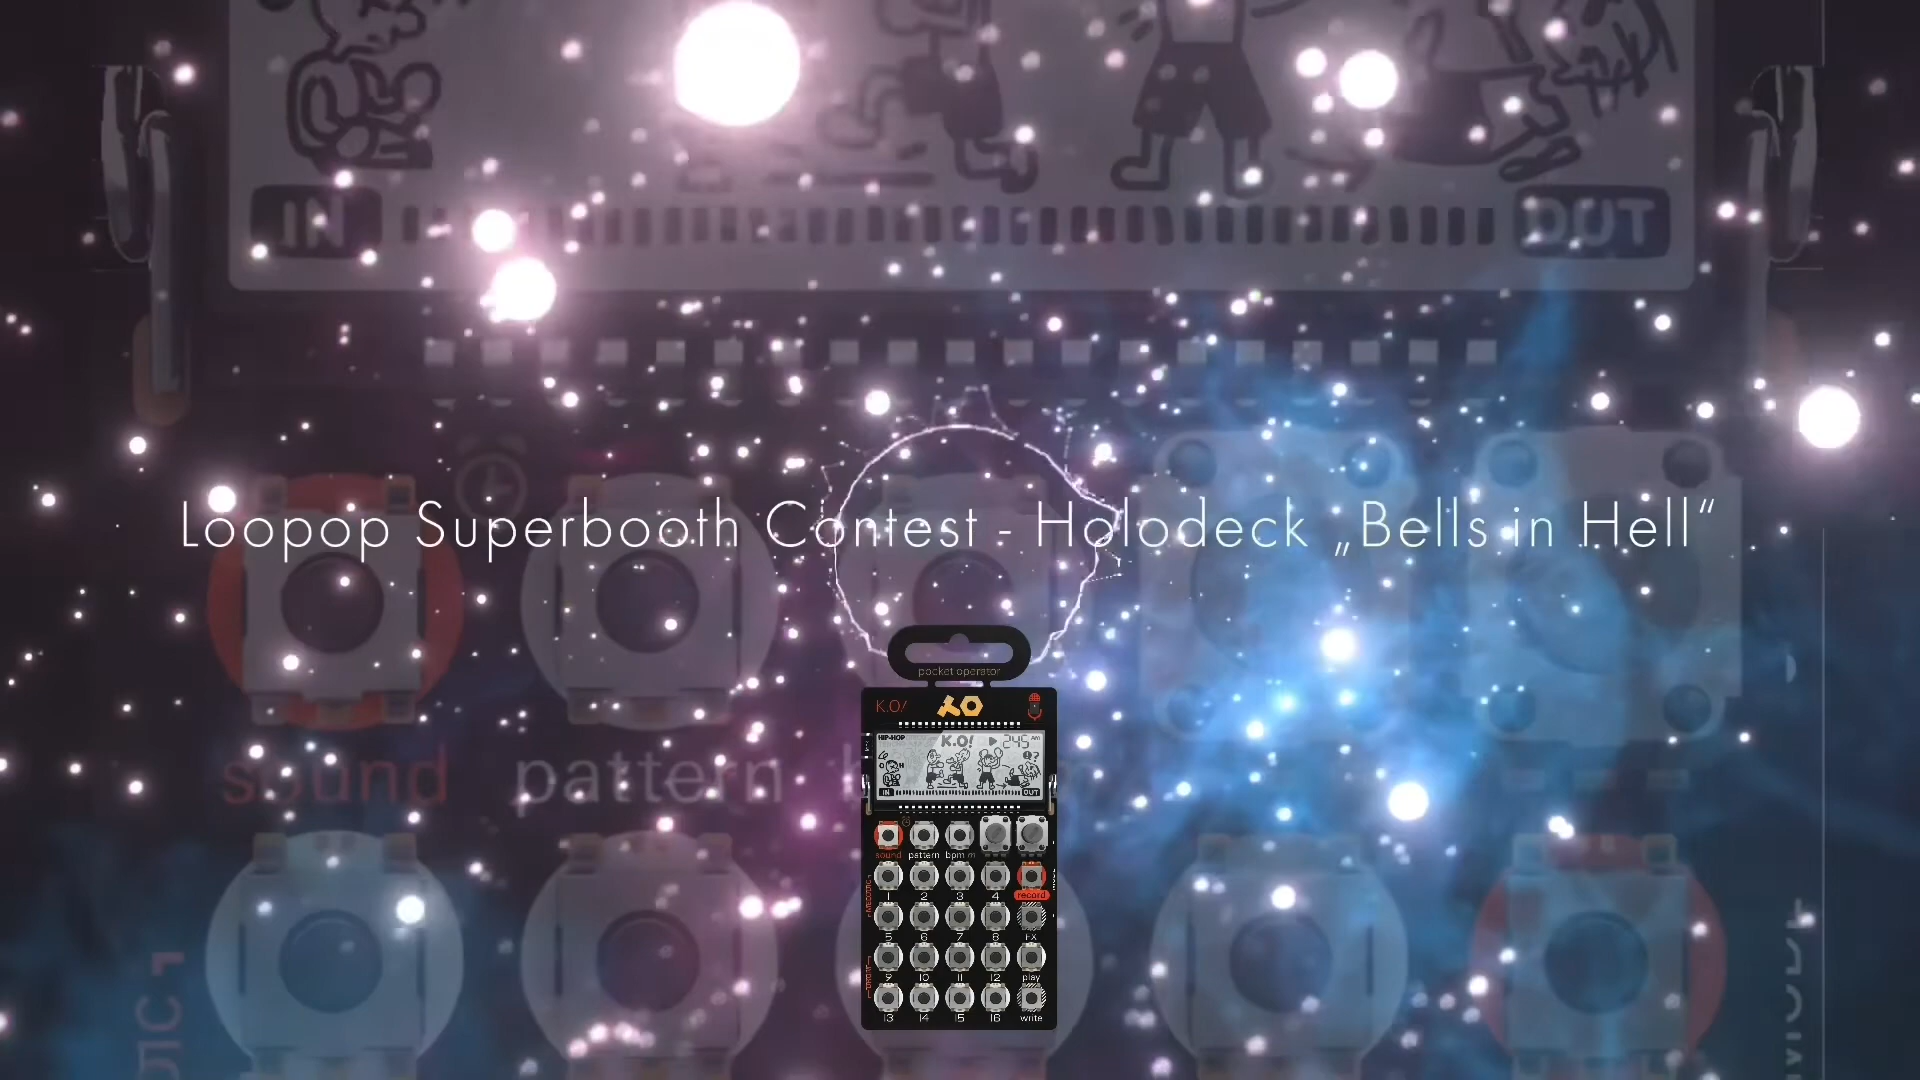 IN
OUT
Loopop Superbooth Contest - Holodeck „Bells in Hell“
pocket operator
K.O!
HIP-HOP
K.O!
245
IN
OUT
sound
pattern
sound pattern bpm
1 2 3 4 record
5 6 7 8 FX
9 10 11 12 play
13 14 15 16 write